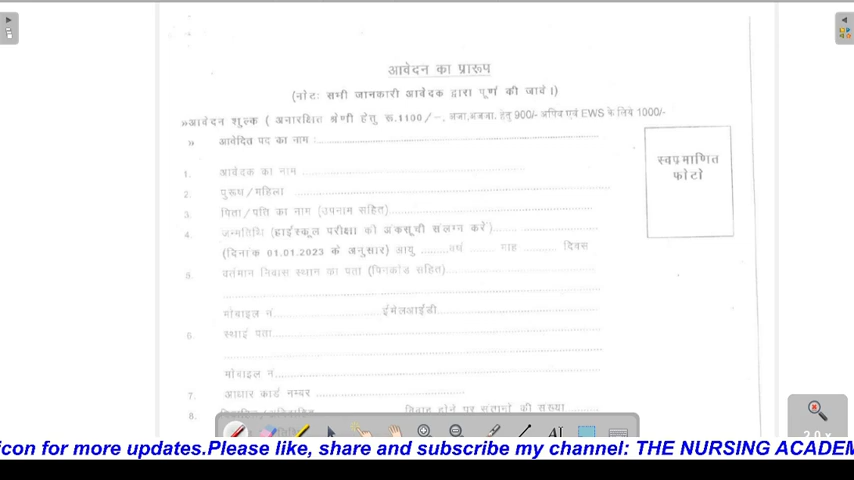 आवेदन का प्रारूप
(नोटः सभी जानकारी आवेदक द्वारा पूर्ण की जावे।)
»आवेदन शुल्क ( अनारक्षित श्रेणी हेतु रू.1100/-, अजा,अजजा. हेतु 900/- अपिव एवं EWS के लिये 1000/-
» आवेदित पद का नाम :
स्वप्रमाणित
फोटो
1. आवेदक का नाम
2. पुरूष/महिला
3. पिता/पति का नाम (उपनाम सहित)
4. जन्मतिथि (हाईस्कूल परीक्षा की अंकसूची संलग्न करें)
(दिनांक 01.01.2023 के अनुसार) आयु ........वर्ष ........ माह ......... दिवस
5. वर्तमान निवास स्थान का पता (पिनकोड सहित)
मोबाइल नं. ईमेलआईडी
6. स्थाई पता
मोबाइल नं.
7. आधार कार्ड नम्बर
8. विवाह होने पर संतानों की संख्या
2.0 x
icon for more updates.Please like, share and subscribe my channel: THE NURSING ACADEM